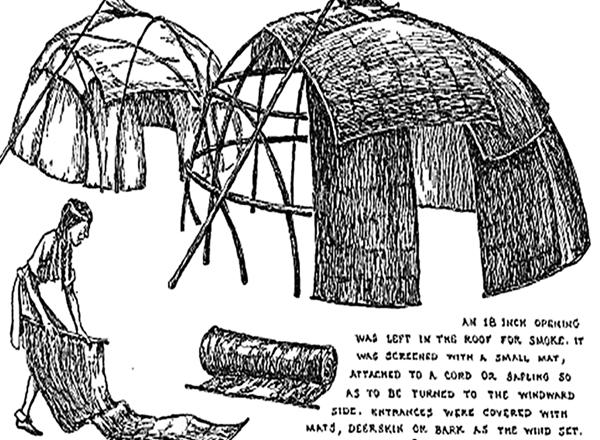 AN 18 INCH OPENING
WAS LEFT IN THE ROOF FOR SMOKE. IT
WAS SCREENED WITH A SMALL MAT,
ATTACHED TO A CORD OR SAPLING SO
AS TO BE TURNED TO THE WINDWARD
SIDE. ENTRANCES WERE COVERED WITH
MATS, DEERSKIN OR BARK AS THE WIND SET.